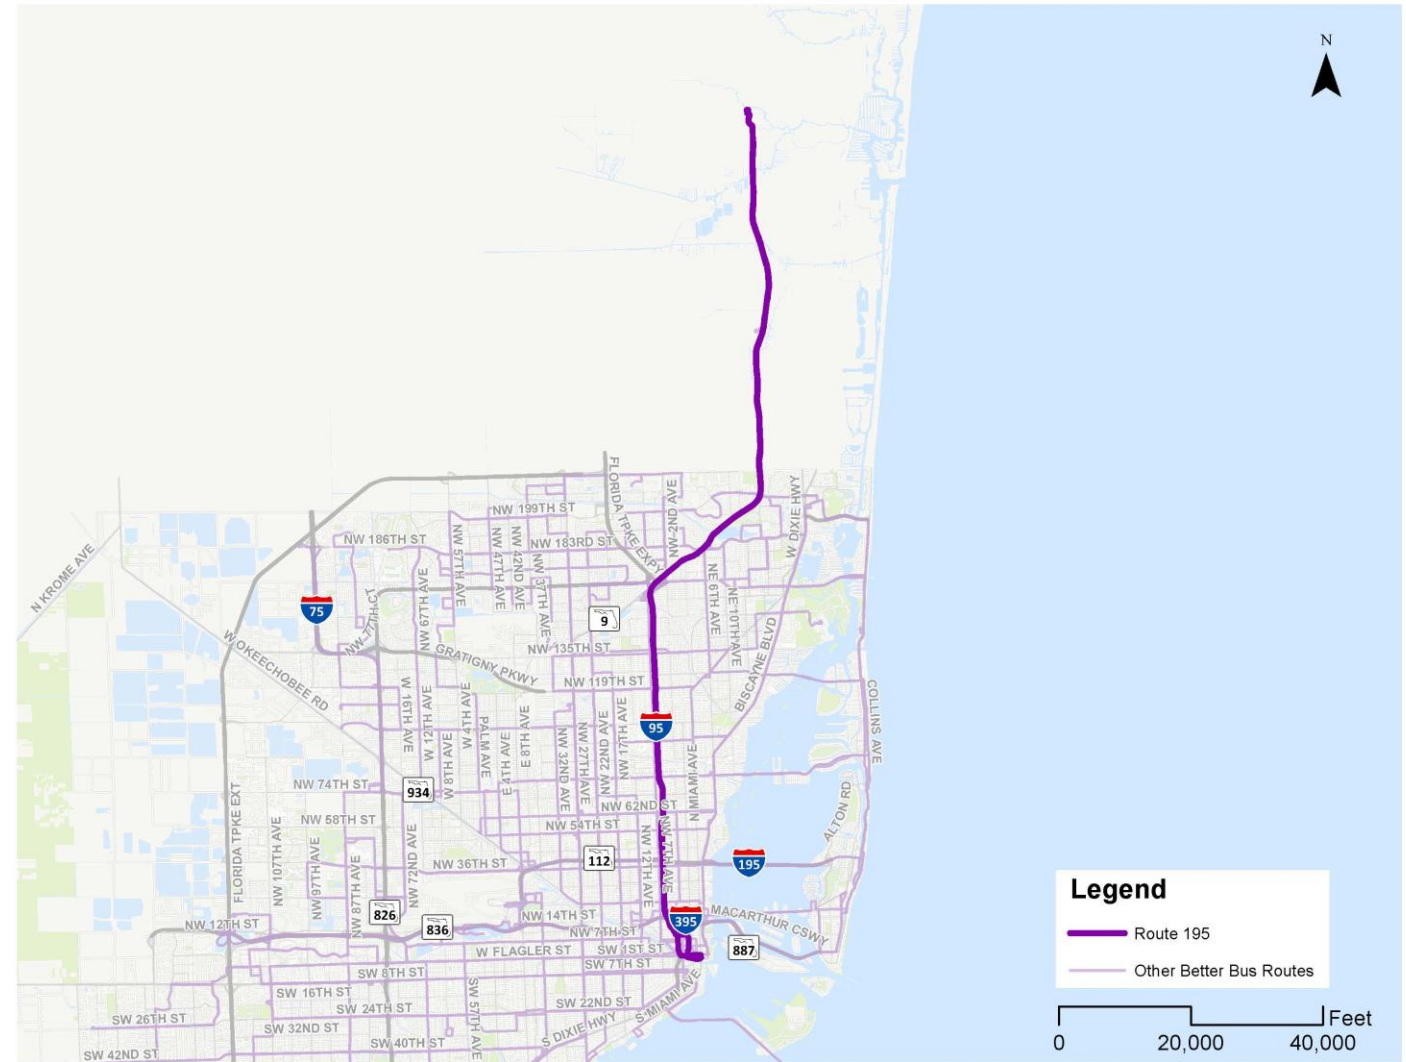 N
FLORIDA TPKE EXPY
NW 2ND AVE
W DIXIE HWY
NW 199TH ST
NW 186TH ST
NW 183RD ST
NW 57TH AVE
NW 47TH AVE
NW 42ND AVE
NW 37TH AVE
NW 67TH AVE
NW 77TH CT
N KROME AVE
75
9
NE 6TH AVE
NE 10TH AVE
W OKEECHOBEE RD
GRATIGNY PKWY
NW 135TH ST
NW 119TH ST
BISCAYNE BLVD
COLLINS AVE
W 16TH AVE
W 12TH AVE
W 8TH AVE
W 4TH AVE
PALM AVE
E 4TH AVE
E 8TH AVE
NW 32ND AVE
NW 27TH AVE
NW 22ND AVE
NW 17TH AVE
95
N MIAMI AVE
NW 74TH ST
934
NW 62ND ST
NW 58TH ST
NW 54TH ST
ALTON RD
FLORIDA TPKE EXT
NW 107TH AVE
NW 97TH AVE
NW 87TH AVE
NW 72ND AVE
NW 36TH ST
112
NW 12TH AVE
NW 7TH AVE
195
826
836
NW 12TH ST
NW 14TH ST
NW 7TH ST
395
MACARTHUR CSWY
887
W FLAGLER ST
SW 1ST ST
SW 8TH ST
SW 7TH ST
SW 16TH ST
SW 24TH ST
SW 22ND ST
SW 26TH ST
SW 32ND ST
SW 40TH ST
SW 42ND ST
SW 57TH AVE
S DIXIE HWY
S MIAMI AVE
Legend
Route 195
Other Better Bus Routes
Feet
0 20,000 40,000